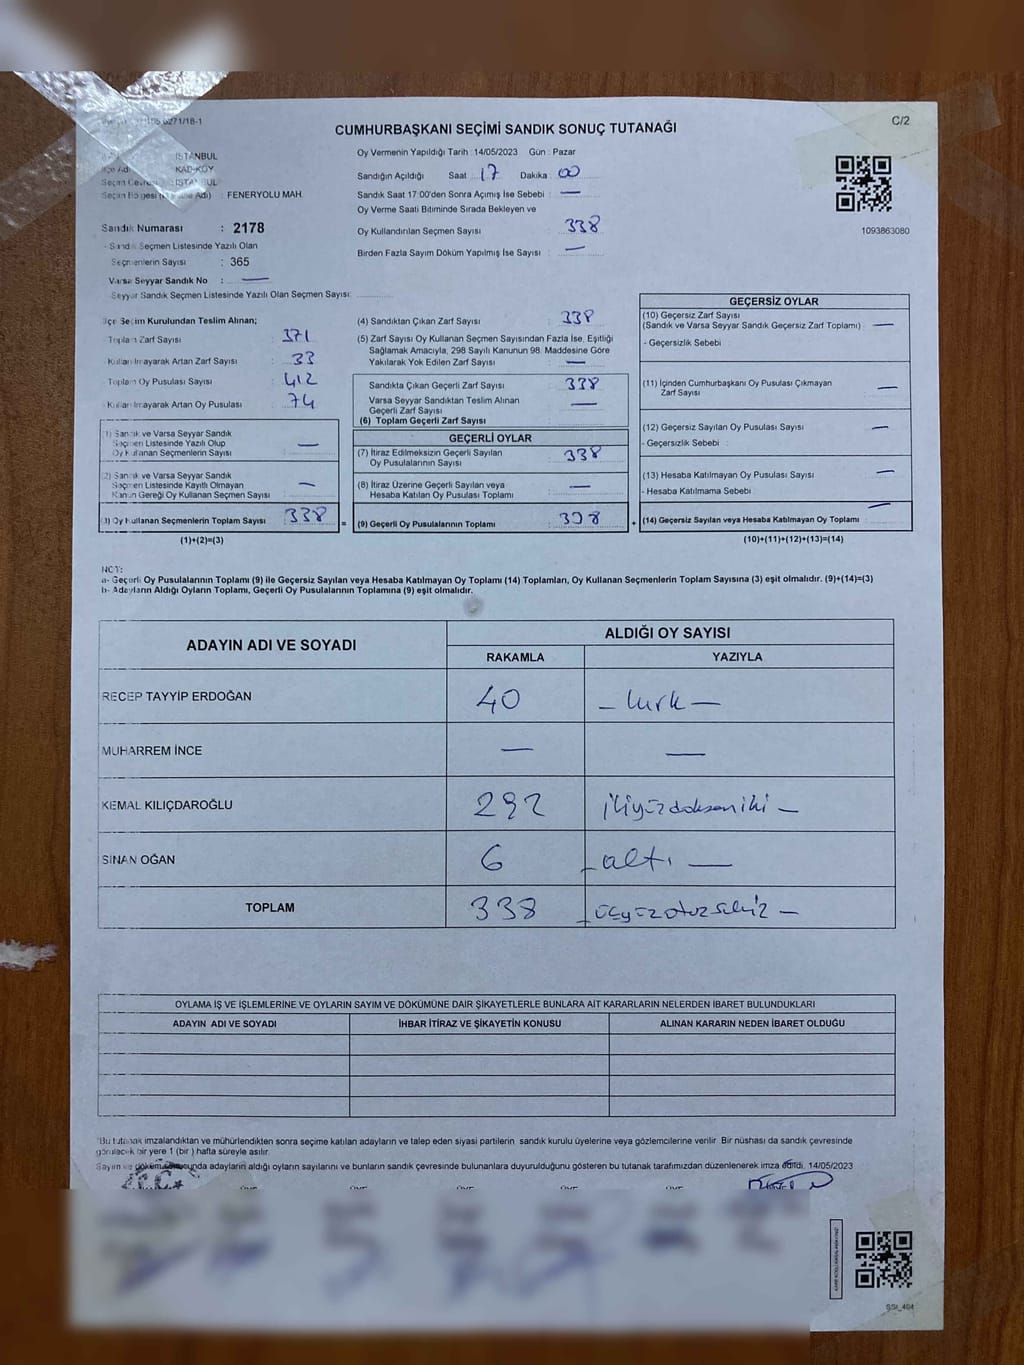 6271/18-1
C/2
CUMHURBAŞKANI SEÇİMİ SANDIK SONUÇ TUTANAĞI
İSTANBUL
KADIKÖY
İSTANBUL
FENERYOLU MAH.
Oy Vermenin Yapıldığı Tarih : 14/05/2023 Gün : Pazar
Sandığın Açıldığı Saat : 17 Dakika : 00
Sandık Saat 17:00'den Sonra Açımış İse Sebebi : —
Oy Verme Saati Bitiminde Sırada Bekleyen ve
Oy Kullandırılan Seçmen Sayısı : 338
Birden Fazla Sayım Döküm Yapılmış İse Sayısı : —
1093863080
Sandık Numarası : 2178
- Sandık Seçmen Listesinde Yazılı Olan
Seçmenlerin Sayısı : 365
Varsa Seyyar Sandık No : —
Seyyar Sandık Seçmen Listesinde Yazılı Olan Seçmen Sayısı:
İlçe Seçim Kurulundan Teslim Alınan;
Toplam Zarf Sayısı : 371
Kullanılmayarak Artan Zarf Sayısı : 33
Toplam Oy Pusulası Sayısı : 412
Kullanılmayarak Artan Oy Pusulası : 74
(1) Sandık ve Varsa Seyyar Sandık
Seçmen Listesinde Yazılı Olup
Oy Kullanan Seçmenlerin Sayısı : —
(2) Sandık ve Varsa Seyyar Sandık
Seçmen Listesinde Kayıtlı Olmayan
Kanun Gereği Oy Kullanan Seçmen Sayısı : —
(3) Oy Kullanan Seçmenlerin Toplam Sayısı : 338
(1)+(2)=(3)
=
(4) Sandıktan Çıkan Zarf Sayısı : 338
(5) Zarf Sayısı Oy Kullanan Seçmen Sayısından Fazla İse, Eşitliği
Sağlamak Amacıyla, 298 Sayılı Kanunun 98. Maddesine Göre
Yakılarak Yok Edilen Zarf Sayısı : —
Sandıkta Çıkan Geçerli Zarf Sayısı : 338
Varsa Seyyar Sandıktan Teslim Alınan
Geçerli Zarf Sayısı : —
(6) Toplam Geçerli Zarf Sayısı :
GEÇERLİ OYLAR
(7) İtiraz Edilmeksizin Geçerli Sayılan
Oy Pusulalarının Sayısı : 338
(8) İtiraz Üzerine Geçerli Sayılan veya
Hesaba Katılan Oy Pusulası Toplamı : —
(9) Geçerli Oy Pusulalarının Toplamı : 338
+
GEÇERSİZ OYLAR
(10) Geçersiz Zarf Sayısı
(Sandık ve Varsa Seyyar Sandık Geçersiz Zarf Toplamı) : —
- Geçersizlik Sebebi :
(11) İçinden Cumhurbaşkanı Oy Pusulası Çıkmayan
Zarf Sayısı : —
(12) Geçersiz Sayılan Oy Pusulası Sayısı : —
- Geçersizlik Sebebi :
(13) Hesaba Katılmayan Oy Pusulası Sayısı : —
- Hesaba Katılmama Sebebi :
(14) Geçersiz Sayılan veya Hesaba Katılmayan Oy Toplamı : —
(10)+(11)+(12)+(13)=(14)
NOT:
a- Geçerli Oy Pusulalarının Toplamı (9) ile Geçersiz Sayılan veya Hesaba Katılmayan Oy Toplamı (14) Toplamları, Oy Kullanan Seçmenlerin Toplam Sayısına (3) eşit olmalıdır. (9)+(14)=(3)
b- Adayların Aldığı Oyların Toplamı, Geçerli Oy Pusulalarının Toplamına (9) eşit olmalıdır.
ADAYIN ADI VE SOYADI
ALDIĞI OY SAYISI
RAKAMLA YAZIYLA
RECEP TAYYİP ERDOĞAN 40 – kırk —
MUHARREM İNCE — —
KEMAL KILIÇDAROĞLU 292 ikiyüzdoksaniki –
SİNAN OĞAN 6 – altı —
TOPLAM 338 – üçyüzotuzsekiz –
OYLAMA İŞ VE İŞLEMLERİNE VE OYLARIN SAYIM VE DÖKÜMÜNE DAİR ŞİKAYETLERLE BUNLARA AİT KARARLARIN NELERDEN İBARET BULUNDUKLARI
ADAYIN ADI VE SOYADI İHBAR İTİRAZ VE ŞİKAYETİN KONUSU ALINAN KARARIN NEDEN İBARET OLDUĞU
*Bu tutanak imzalandıktan ve mühürlendikten sonra seçime katılan adayların ve talep eden siyasi partilerin sandık kurulu üyelerine veya gözlemcilerine verilir. Bir nüshası da sandık çevresinde
görülecek bir yere 1 (bir ) hafta süreyle asılır.
Sayım ve döküm sonucunda adayların aldığı oyların sayılarını ve bunların sandık çevresinde bulunanlara duyurulduğunu gösteren bu tutanak tarafımızdan düzenlenerek imza edildi. 14/05/2023
T.C.
SSI_404